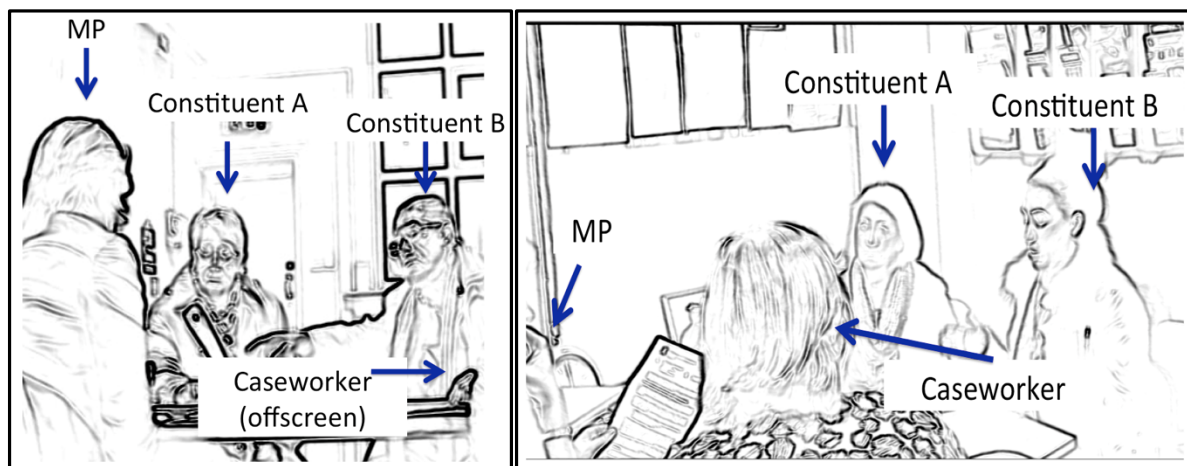 MP
Constituent A
Constituent B
Caseworker
(offscreen)
Constituent A
Constituent B
MP
Caseworker